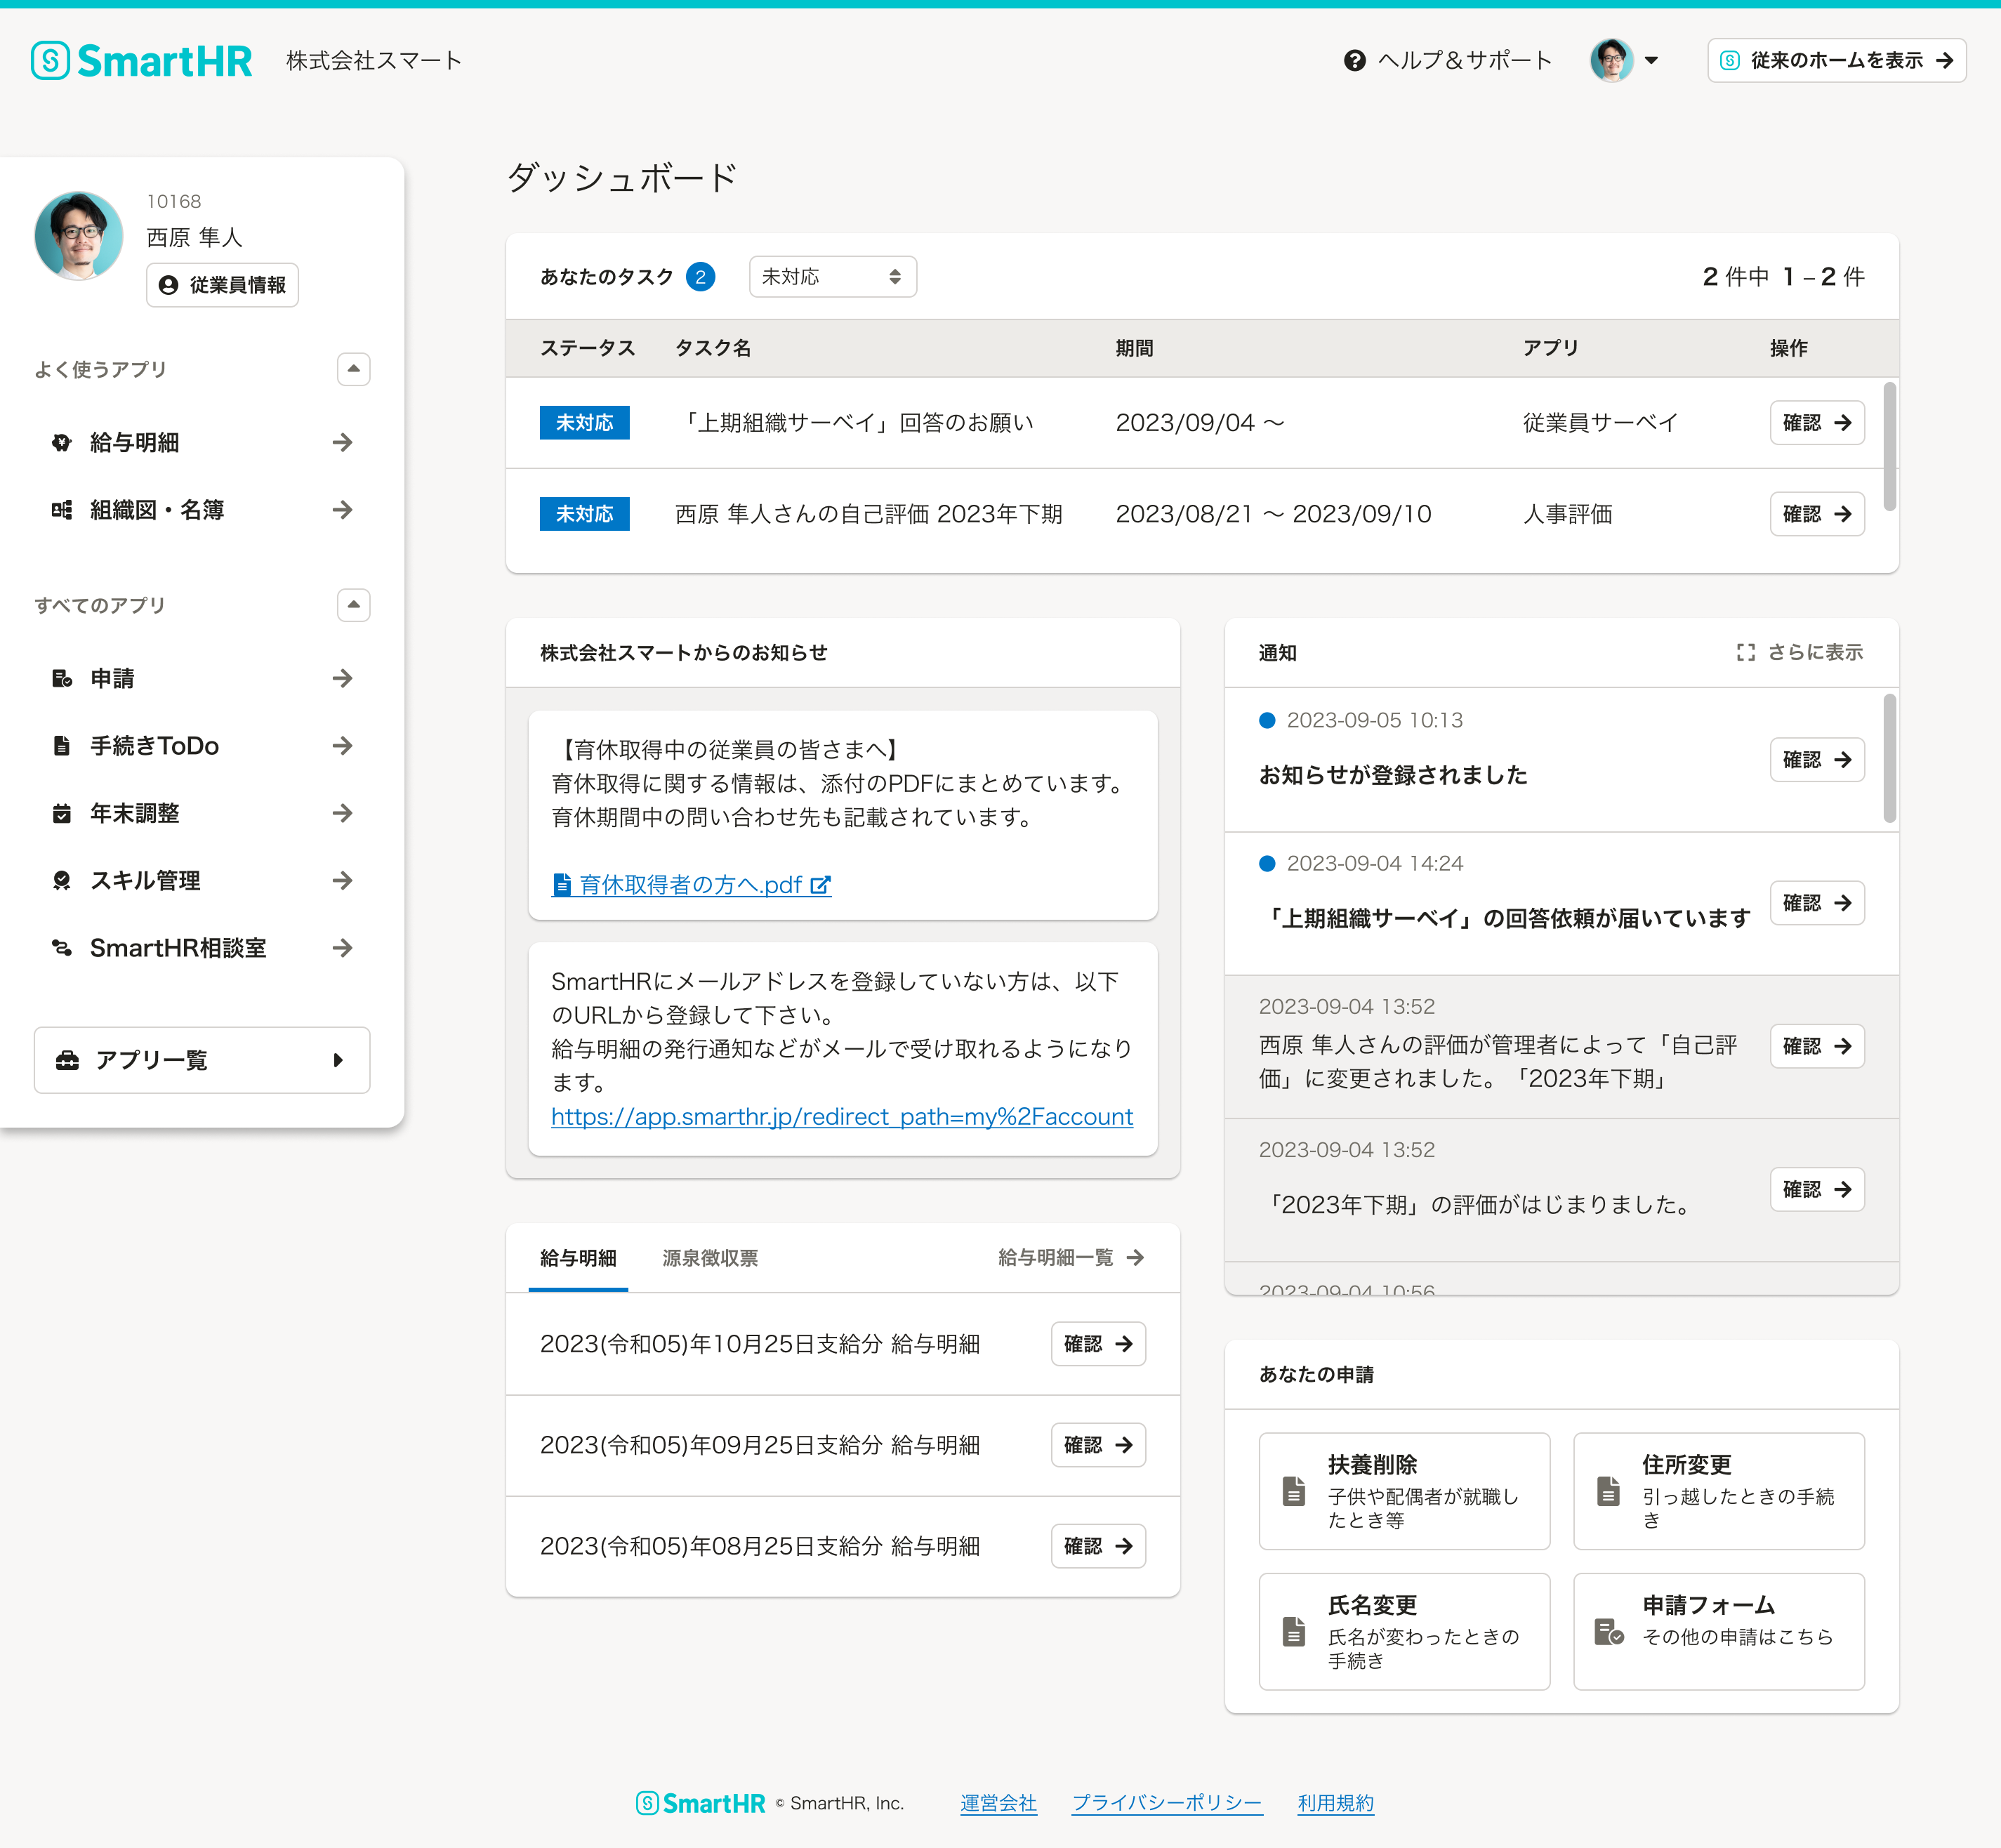 SmartHR 株式会社スマート ヘルプ&サポート 従来のホームを表示
10168
西原 隼人
従業員情報
よく使うアプリ
給与明細
組織図・名簿
すべてのアプリ
申請
手続きToDo
年末調整
スキル管理
SmartHR相談室
アプリ一覧
ダッシュボード
あなたのタスク 2 未対応 2 件中 1 – 2 件
ステータス タスク名 期間 アプリ 操作
未対応 「上期組織サーベイ」回答のお願い 2023/09/04 〜 従業員サーベイ 確認
未対応 西原 隼人さんの自己評価 2023年下期 2023/08/21 〜 2023/09/10 人事評価 確認
株式会社スマートからのお知らせ
【育休取得中の従業員の皆さまへ】
育休取得に関する情報は、添付のPDFにまとめています。
育休期間中の問い合わせ先も記載されています。
育休取得者の方へ.pdf
SmartHRにメールアドレスを登録していない方は、以下
のURLから登録して下さい。
給与明細の発行通知などがメールで受け取れるようになり
ます。
https://app.smarthr.jp/redirect_path=my%2Faccount
給与明細 源泉徴収票 給与明細一覧
2023(令和05)年10月25日支給分 給与明細 確認
2023(令和05)年09月25日支給分 給与明細 確認
2023(令和05)年08月25日支給分 給与明細 確認
通知 さらに表示
2023-09-05 10:13
お知らせが登録されました 確認
2023-09-04 14:24
「上期組織サーベイ」の回答依頼が届いています 確認
2023-09-04 13:52
西原 隼人さんの評価が管理者によって「自己評
価」に変更されました。「2023年下期」 確認
2023-09-04 13:52
「2023年下期」の評価がはじまりました。 確認
2023-09-04 10:56
あなたの申請
扶養削除
子供や配偶者が就職し
たとき等
住所変更
引っ越したときの手続
き
氏名変更
氏名が変わったときの
手続き
申請フォーム
その他の申請はこちら
SmartHR © SmartHR, Inc. 運営会社 プライバシーポリシー 利用規約